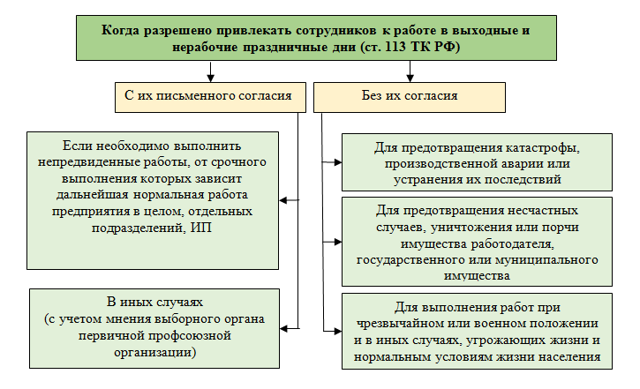 Когда разрешено привлекать сотрудников к работе в выходные и
нерабочие праздничные дни (ст. 113 ТК РФ)
С их письменного согласия
Без их согласия
Если необходимо выполнить
непредвиденные работы, от срочного
выполнения которых зависит
дальнейшая нормальная работа
предприятия в целом, отдельных
подразделений, ИП
В иных случаях
(с учетом мнения выборного органа
первичной профсоюзной
организации)
Для предотвращения катастрофы,
производственной аварии или
устранения их последствий
Для предотвращения несчастных
случаев, уничтожения или порчи
имущества работодателя,
государственного или муниципального
имущества
Для выполнения работ при
чрезвычайном или военном положении
и в иных случаях, угрожающих жизни и
нормальным условиям жизни населения